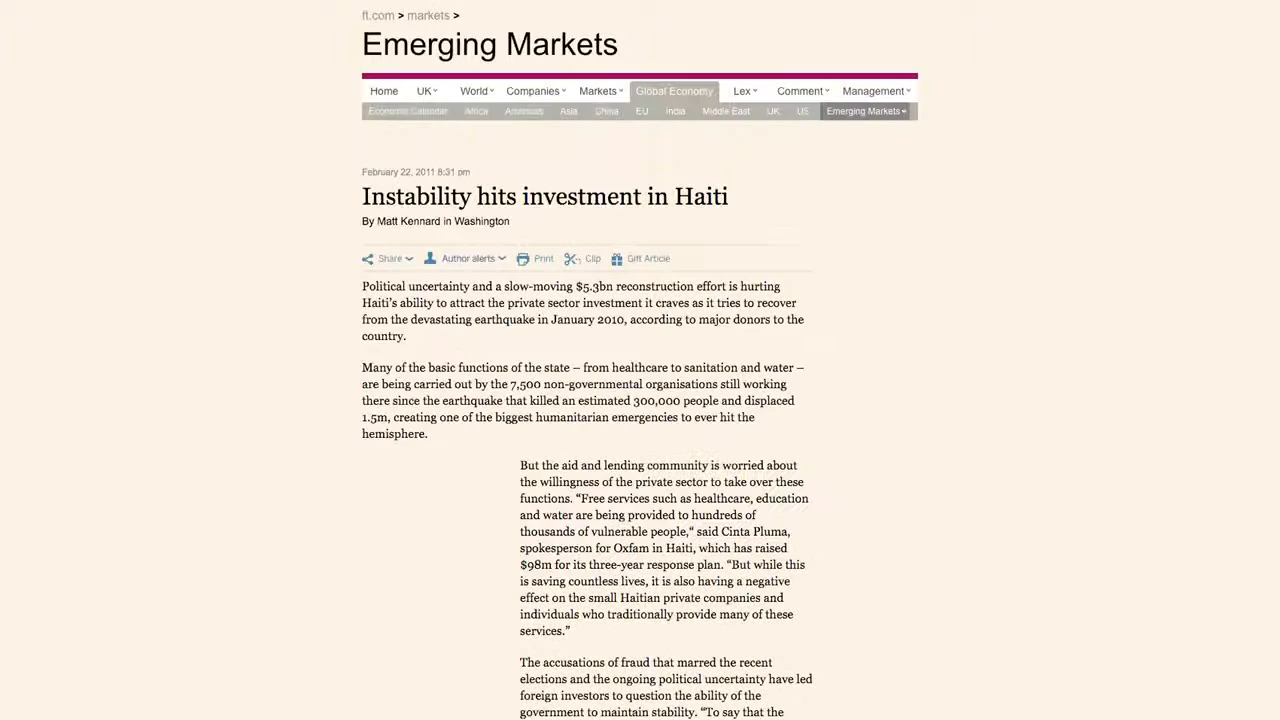 ft.com > markets >
Emerging Markets
Home UK World Companies Markets Global Economy Lex Comment Management
Economic Calendar Africa Americas Asia China EU India Middle East UK US Emerging Markets
February 22, 2011 8:31 pm
Instability hits investment in Haiti
By Matt Kennard in Washington
Share Author alerts Print Clip Gift Article
Political uncertainty and a slow-moving $5.3bn reconstruction effort is hurting
Haiti’s ability to attract the private sector investment it craves as it tries to recover
from the devastating earthquake in January 2010, according to major donors to the
country.
Many of the basic functions of the state – from healthcare to sanitation and water –
are being carried out by the 7,500 non-governmental organisations still working
there since the earthquake that killed an estimated 300,000 people and displaced
1.5m, creating one of the biggest humanitarian emergencies to ever hit the
hemisphere.
But the aid and lending community is worried about
the willingness of the private sector to take over these
functions. “Free services such as healthcare, education
and water are being provided to hundreds of
thousands of vulnerable people,“ said Cinta Pluma,
spokesperson for Oxfam in Haiti, which has raised
$98m for its three-year response plan. “But while this
is saving countless lives, it is also having a negative
effect on the small Haitian private companies and
individuals who traditionally provide many of these
services.”
The accusations of fraud that marred the recent
elections and the ongoing political uncertainty have led
foreign investors to question the ability of the
government to maintain stability. “To say that the